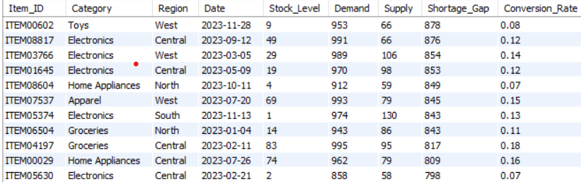 Item_ID Category Region Date Stock_Level Demand Supply Shortage_Gap Conversion_Rate
ITEM00602 Toys West 2023-11-28 9 953 66 878 0.08
ITEM08817 Electronics Central 2023-09-12 49 991 66 876 0.12
ITEM03766 Electronics West 2023-03-05 29 989 106 854 0.14
ITEM01645 Electronics Central 2023-05-09 19 970 98 853 0.12
ITEM08604 Home Appliances North 2023-10-11 4 912 59 849 0.07
ITEM07537 Apparel West 2023-07-20 69 993 79 845 0.15
ITEM05374 Electronics South 2023-11-13 1 974 130 843 0.13
ITEM06504 Groceries North 2023-01-04 14 943 86 843 0.11
ITEM04197 Groceries Central 2023-02-11 83 995 95 817 0.18
ITEM00029 Home Appliances Central 2023-07-26 74 962 79 809 0.16
ITEM05630 Electronics Central 2023-02-21 2 858 58 798 0.07